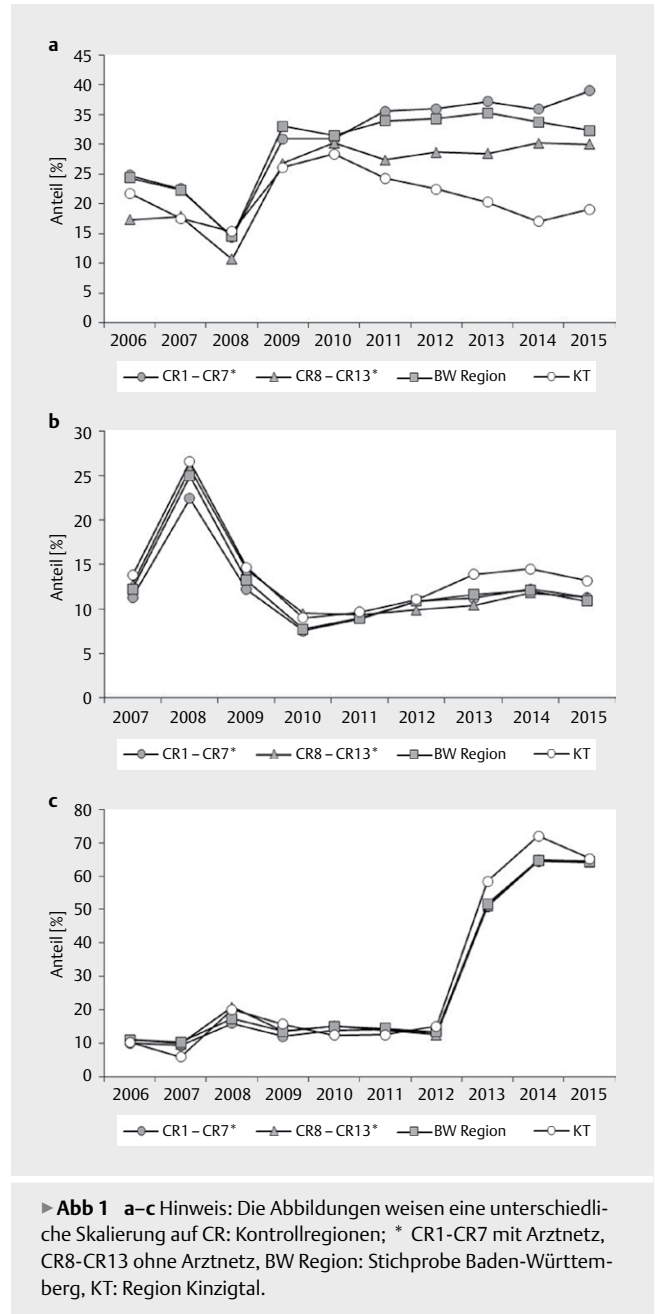 a
45
40
35
30
25
20
15
10
5
0
Anteil [%]
2006 2007 2008 2009 2010 2011 2012 2013 2014 2015
CR1 – CR7* CR8 – CR13* BW Region KT
b
30
25
20
15
10
5
0
Anteil [%]
2007 2008 2009 2010 2011 2012 2013 2014 2015
CR1 – CR7* CR8 – CR13* BW Region KT
c
80
70
60
50
40
30
20
10
0
Anteil [%]
2006 2007 2008 2009 2010 2011 2012 2013 2014 2015
CR1 – CR7* CR8 – CR13* BW Region KT
►Abb 1 a–c Hinweis: Die Abbildungen weisen eine unterschiedli-
che Skalierung auf CR: Kontrollregionen; * CR1-CR7 mit Arztnetz,
CR8-CR13 ohne Arztnetz, BW Region: Stichprobe Baden-Württem-
berg, KT: Region Kinzigtal.